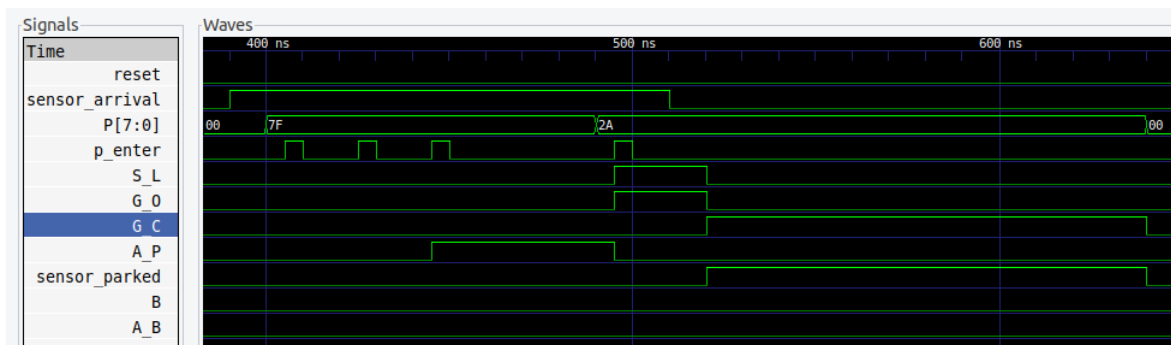 Signals Waves
Time 400 ns 500 ns 600 ns
reset
sensor_arrival
P[7:0] 00 7F 2A 00
p_enter
S_L
G_O
G_C
A_P
sensor_parked
B
A_B